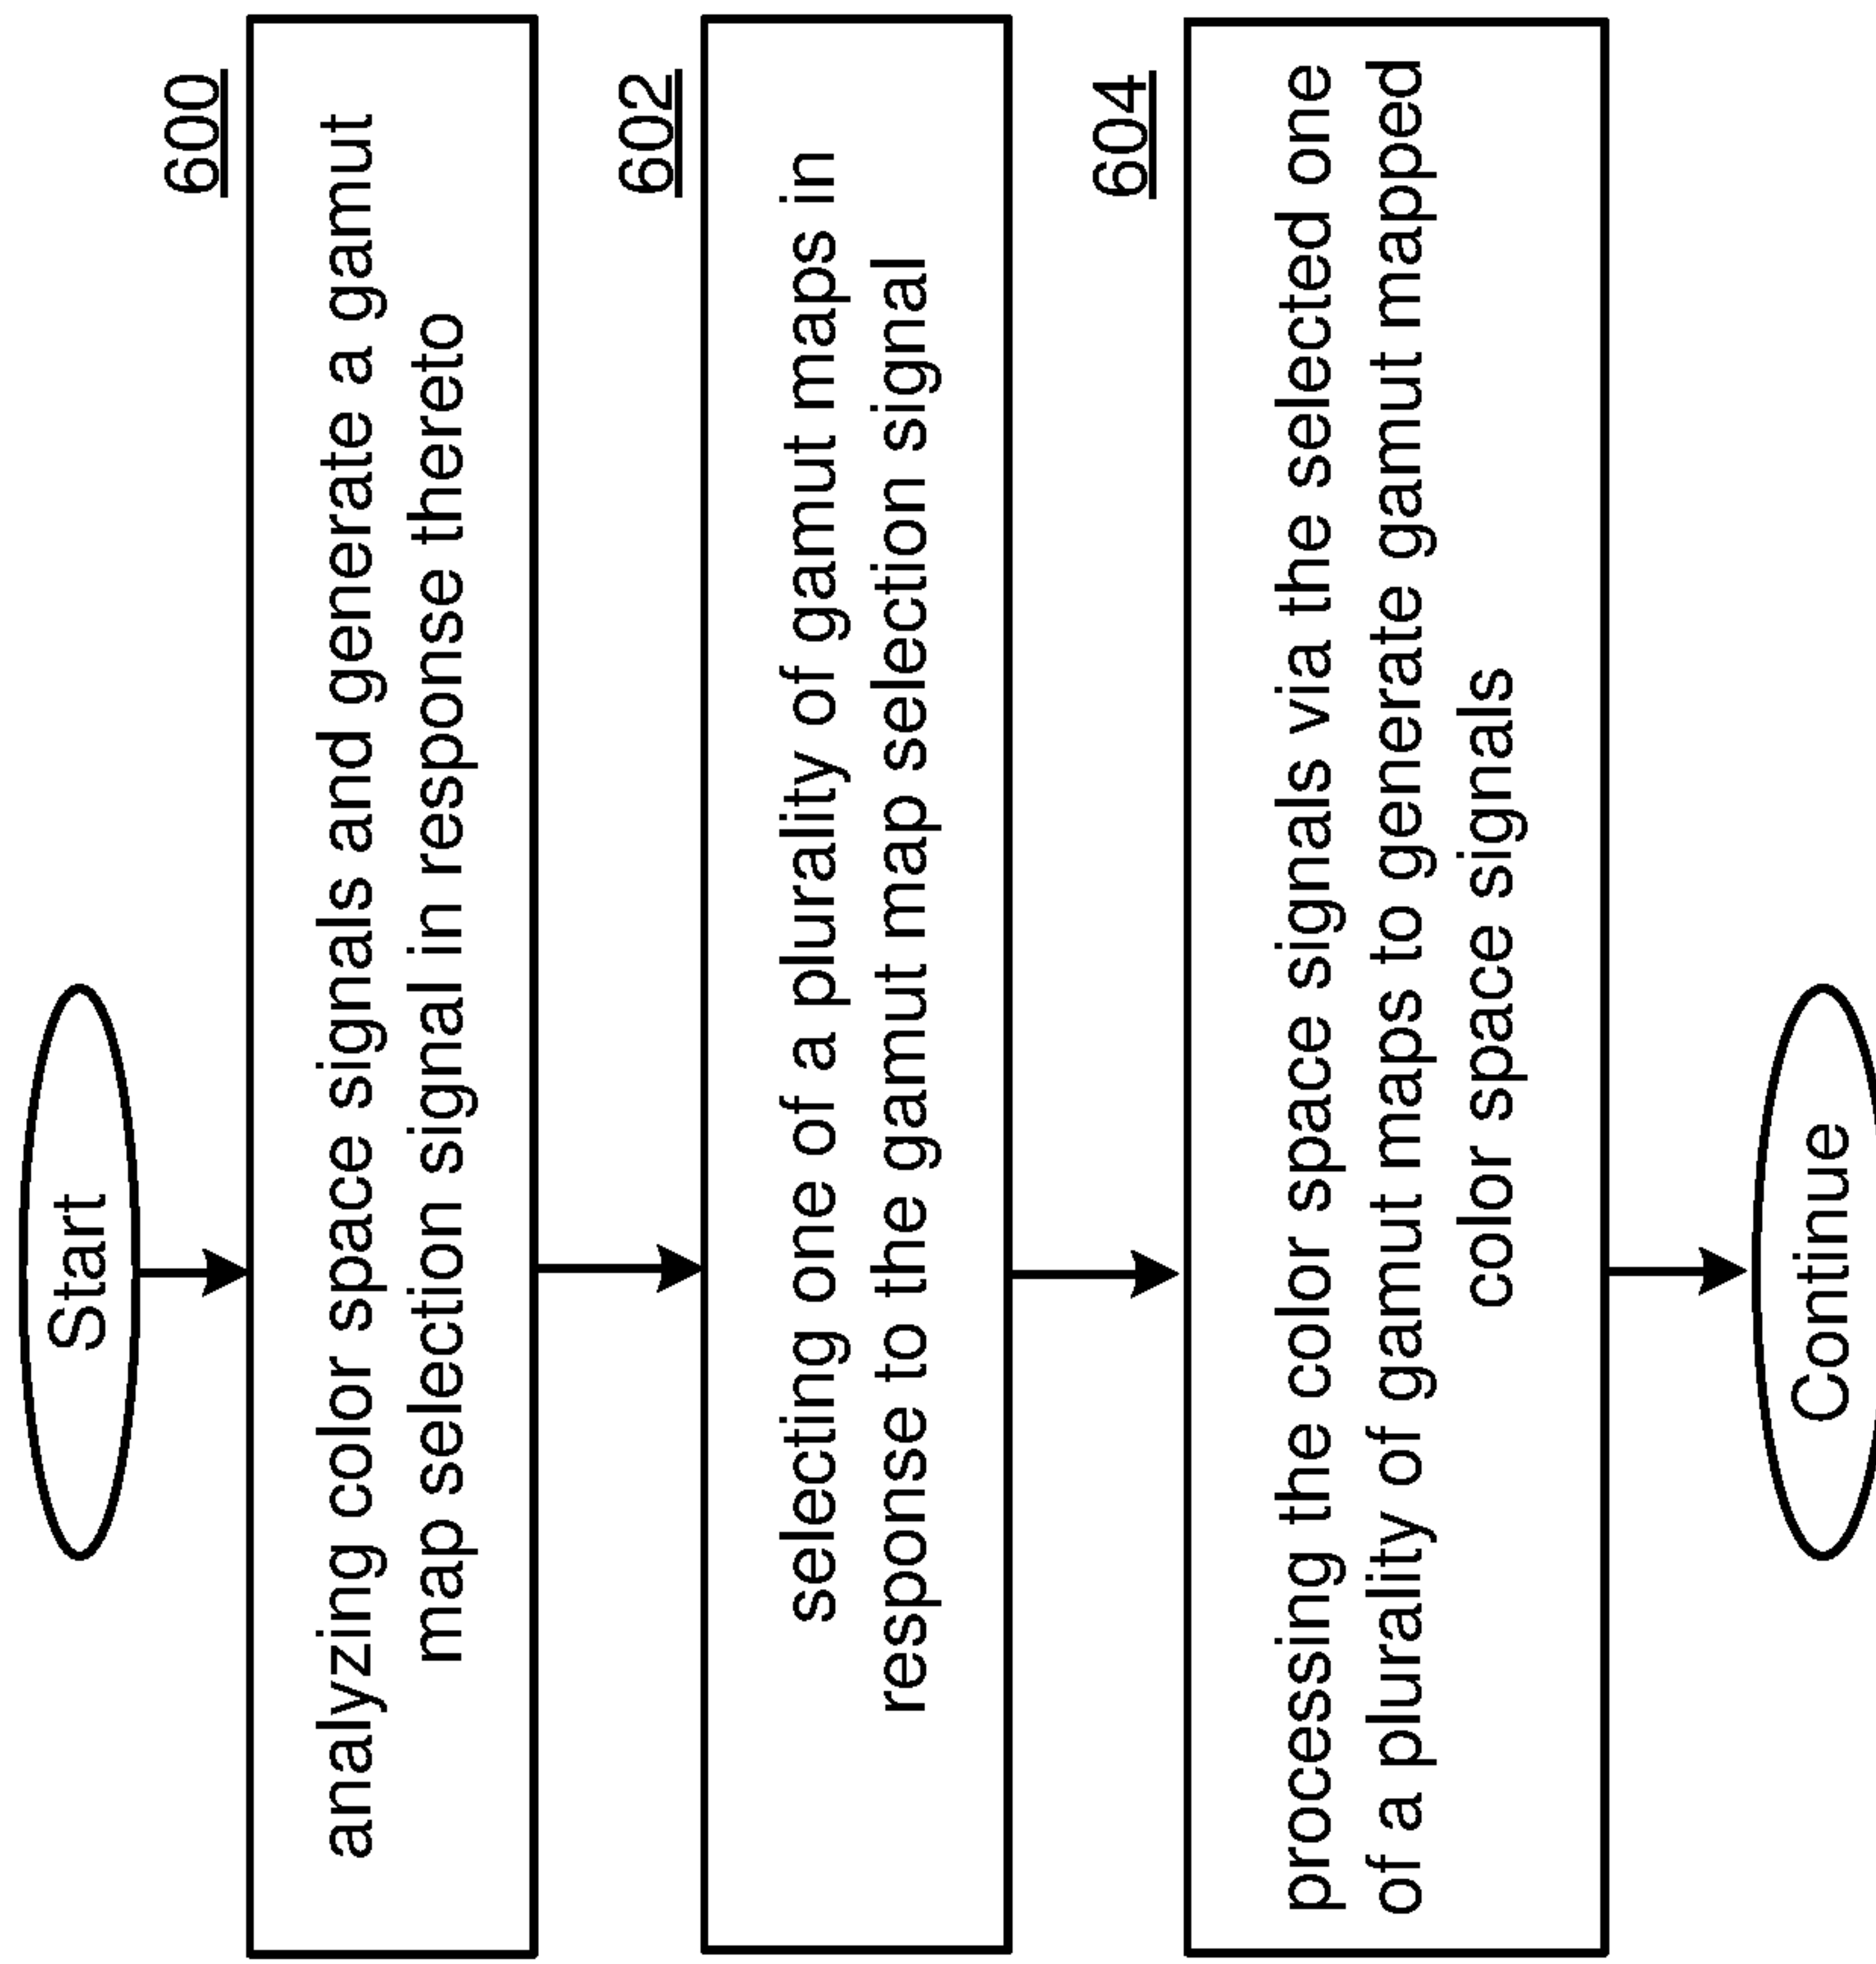 Start
600
analyzing color space signals and generate a gamut
map selection signal in response thereto
602
selecting one of a plurality of gamut maps in
response to the gamut map selection signal
604
processing the color space signals via the selected one
of a plurality of gamut maps to generate gamut mapped
color space signals
Continue